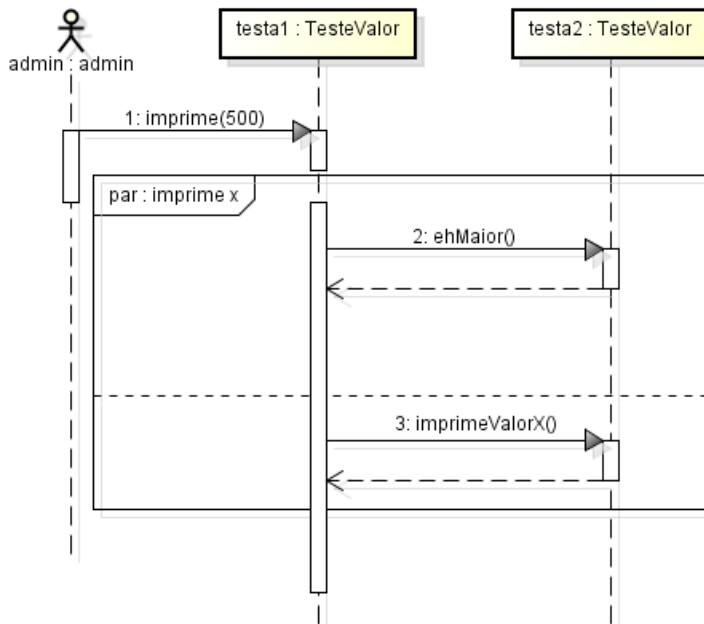 testa1 : TesteValor
testa2 : TesteValor
admin : admin
1: imprime(500)
par : imprime x
2: ehMaior()
3: imprimeValorX()